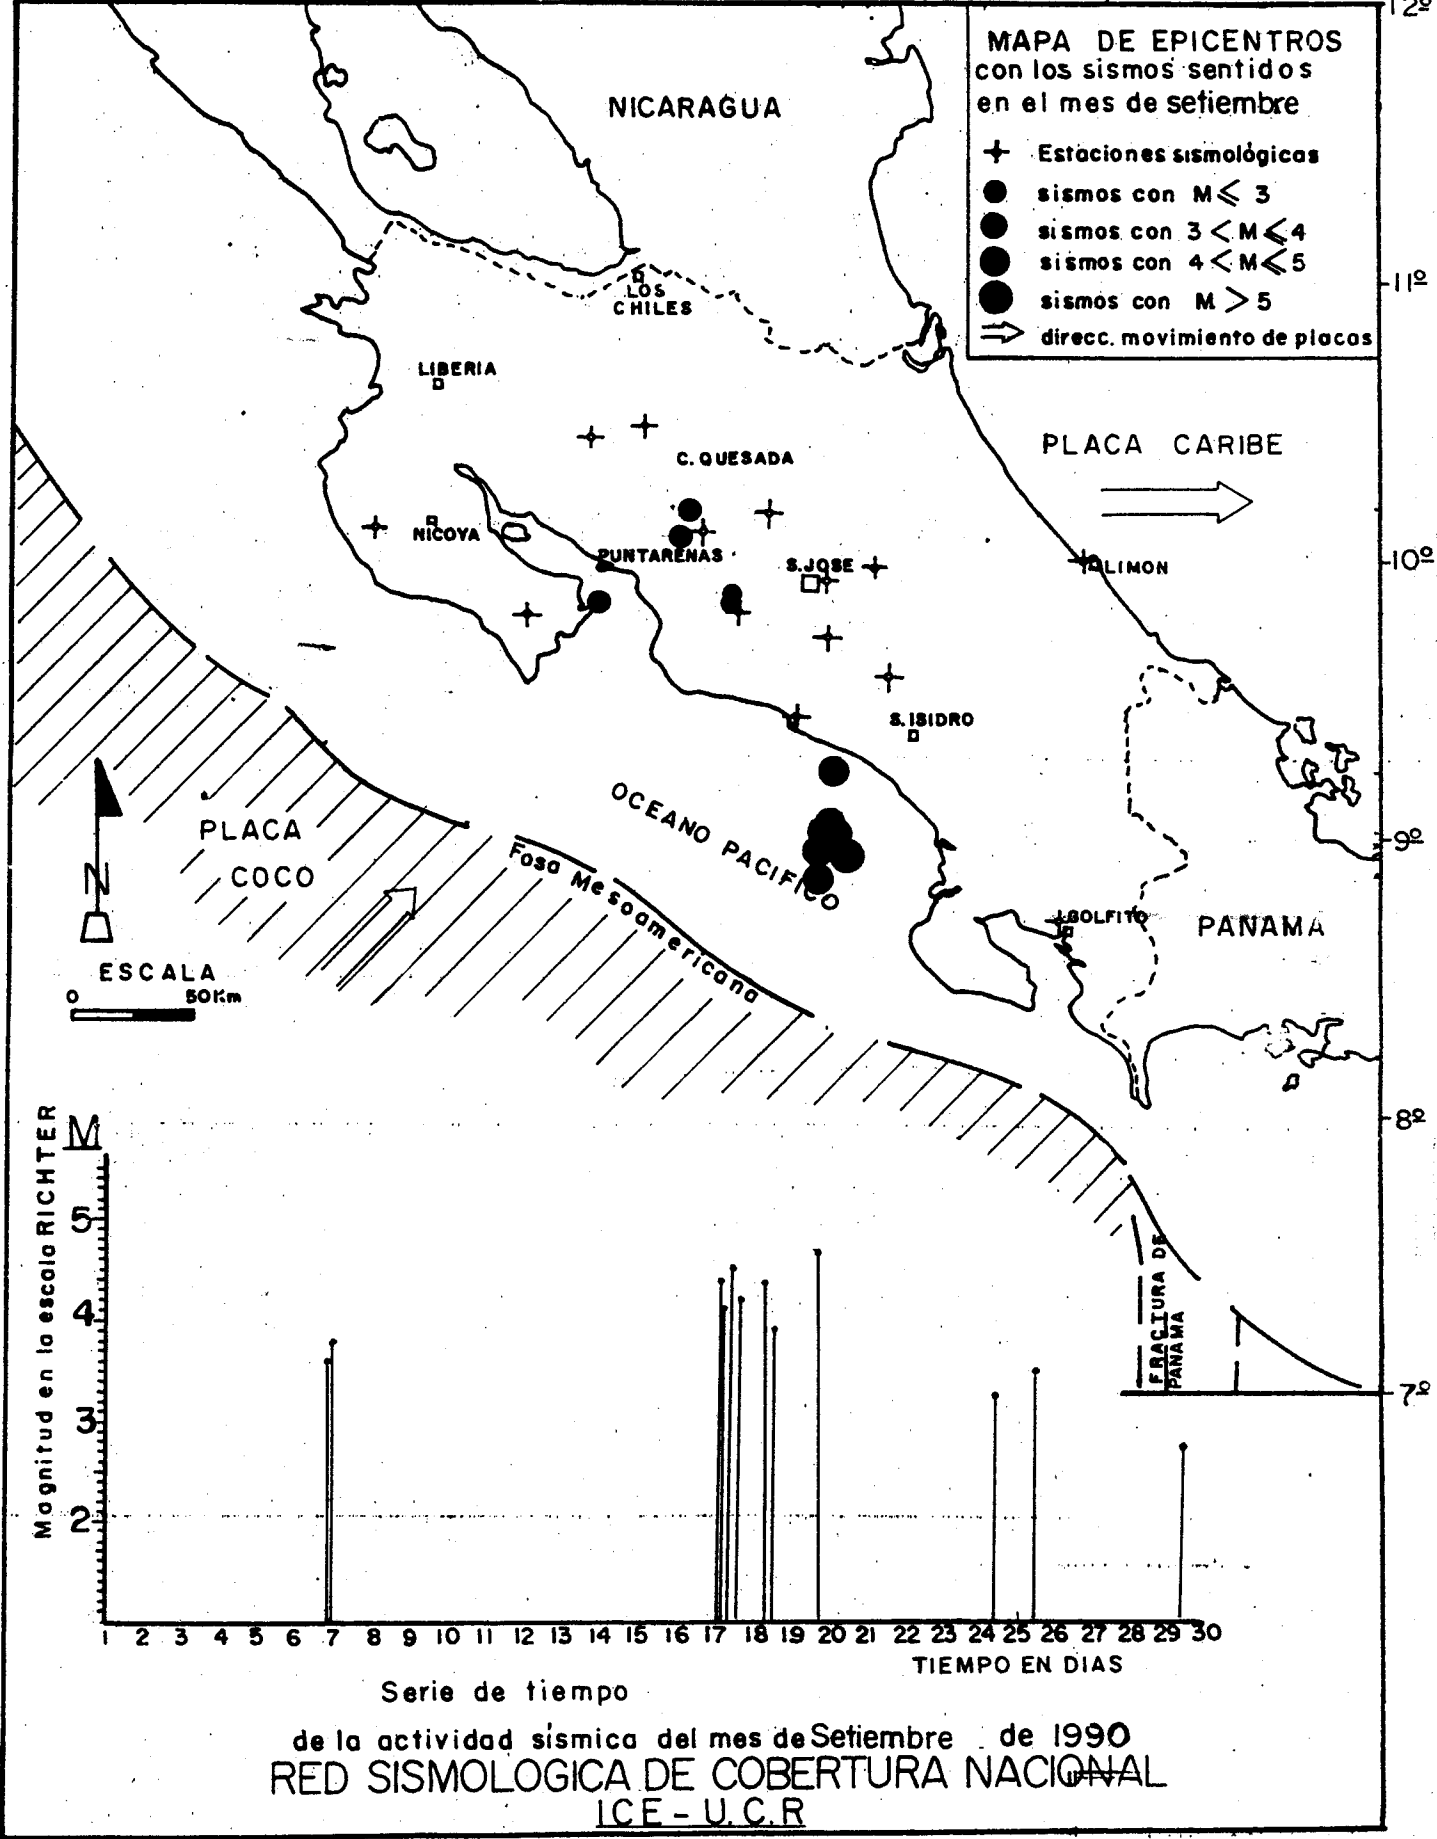 12º
MAPA DE EPICENTROS
con los sismos sentidos
en el mes de setiembre
Estaciones sismológicas
sismos con M ⩽ 3
sismos con 3 < M ⩽ 4
sismos con 4 < M ⩽ 5
sismos con M > 5
direcc. movimiento de placas
NICARAGUA
11º
LOS
CHILES
LIBERIA
PLACA CARIBE
C. QUESADA
NICOYA
PUNTARENAS
S. JOSE
LIMON
10º
S. ISIDRO
OCEANO PACIFICO
9º
PLACA
COCO
Fosa Mesoamericana
GOLFITO
PANAMA
N
ESCALA
0 50Km
8º
M
Magnitud en la escala RICHTER
5
4
3
2
FRACTURA DE
PANAMA
7º
1 2 3 4 5 6 7 8 9 10 11 12 13 14 15 16 17 18 19 20 21 22 23 24 25 26 27 28 29 30
TIEMPO EN DIAS
Serie de tiempo
de la actividad sísmica del mes de Setiembre de 1990
RED SISMOLOGICA DE COBERTURA NACIONAL
ICE - U.C.R